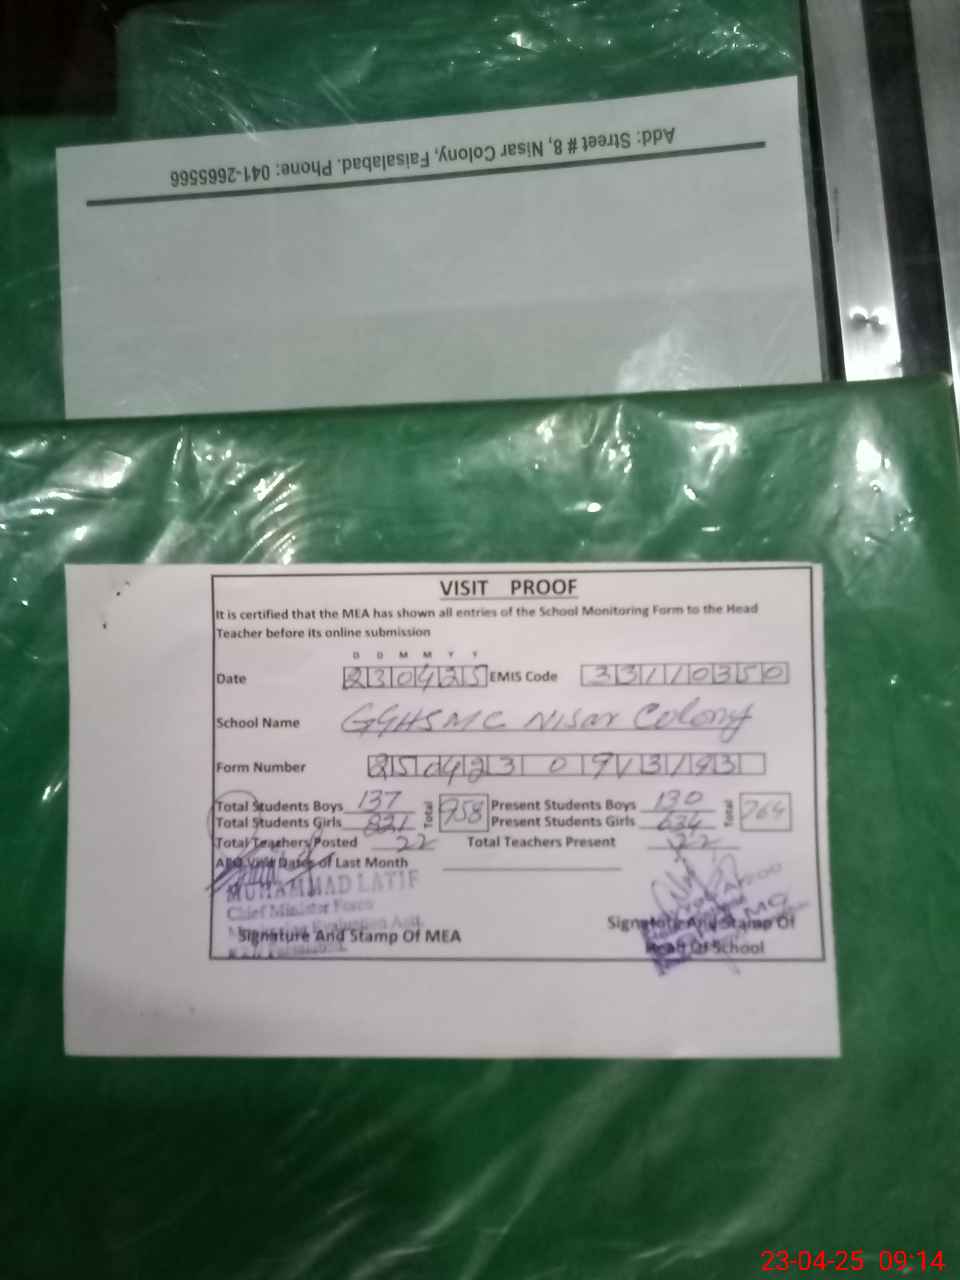 Add: Street # 8, Nisar Colony, Faisalabad. Phone: 041-2665566
VISIT PROOF
It is certified that the MEA has shown all entries of the School Monitoring Form to the Head
Teacher before its online submission
D D M M Y Y
Date 230425 EMIS Code 33110350
School Name GGHSMC Nisar Colony
Form Number
Total Students Boys 137 Total 958 Present Students Boys 130 Total 764
Total Students Girls 821 Present Students Girls 634
Total Teachers Posted 22 Total Teachers Present 22
AEO Visit Dates of Last Month
MUHAMMAD LATIF
Chief Minister Force
Signature And Stamp Of MEA
Signature And Stamp Of
Head Of School
23-04-25 09:14